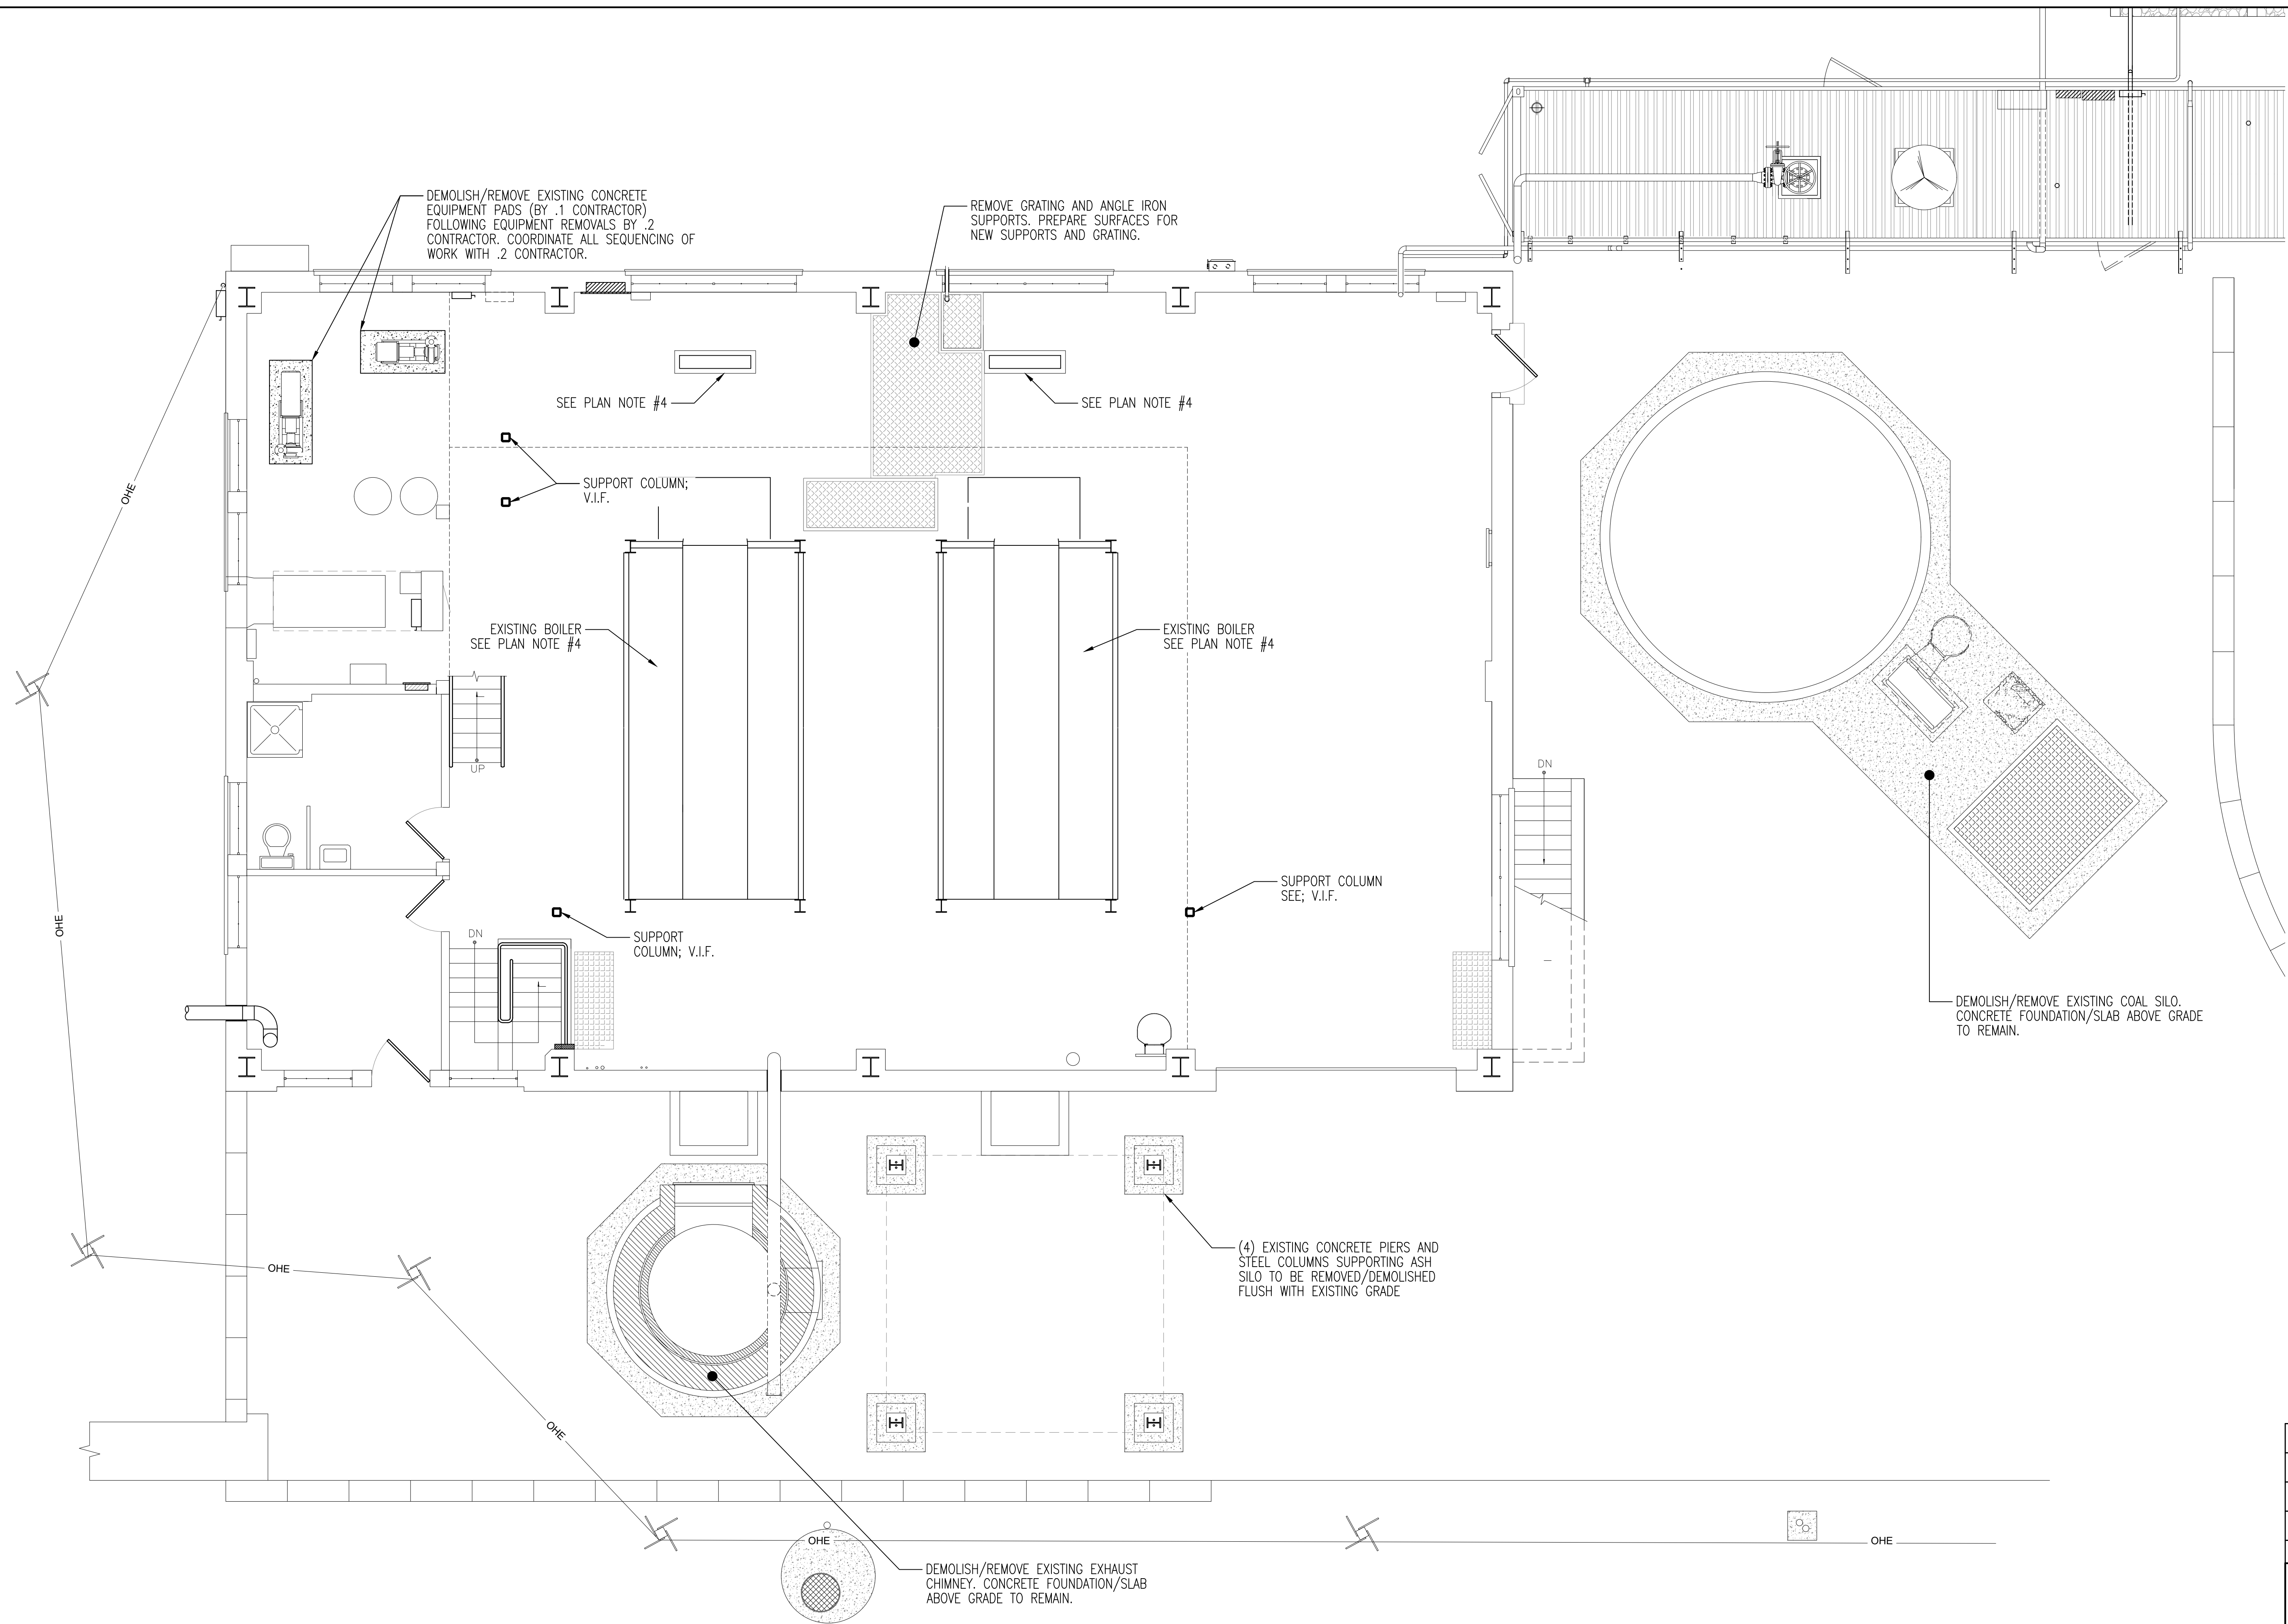 DEMOLISH/REMOVE EXISTING CONCRETE
EQUIPMENT PADS (BY .1 CONTRACTOR)
FOLLOWING EQUIPMENT REMOVALS BY .2
CONTRACTOR. COORDINATE ALL SEQUENCING OF
WORK WITH .2 CONTRACTOR.
REMOVE GRATING AND ANGLE IRON
SUPPORTS. PREPARE SURFACES FOR
NEW SUPPORTS AND GRATING.
SEE PLAN NOTE #4
SEE PLAN NOTE #4
OHE
SUPPORT COLUMN;
V.I.F.
EXISTING BOILER
SEE PLAN NOTE #4
EXISTING BOILER
SEE PLAN NOTE #4
UP
DN
SUPPORT COLUMN
SEE; V.I.F.
OHE
DN
SUPPORT
COLUMN; V.I.F.
DEMOLISH/REMOVE EXISTING COAL SILO.
CONCRETE FOUNDATION/SLAB ABOVE GRADE
TO REMAIN.
(4) EXISTING CONCRETE PIERS AND
STEEL COLUMNS SUPPORTING ASH
SILO TO BE REMOVED/DEMOLISHED
FLUSH WITH EXISTING GRADE
OHE
OHE
OHE
OHE
DEMOLISH/REMOVE EXISTING EXHAUST
CHIMNEY. CONCRETE FOUNDATION/SLAB
ABOVE GRADE TO REMAIN.